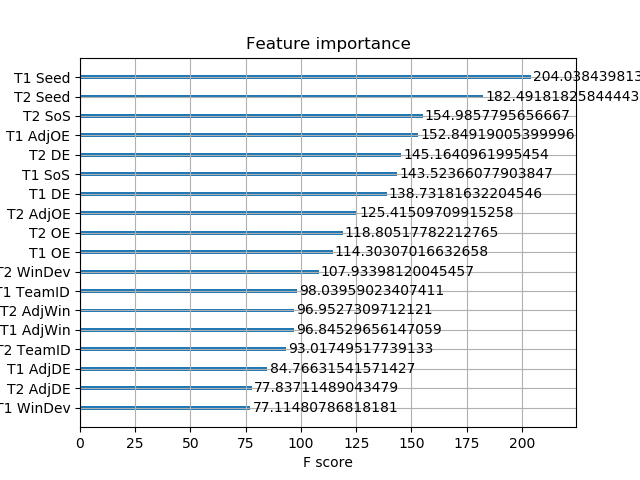 Feature importance
T1 Seed 204.038439813
T2 Seed 182.49181825844443
T2 SoS 154.9857795656667
T1 AdjOE 152.84919005399996
T2 DE 145.1640961995454
T1 SoS 143.52366077903847
T1 DE 138.73181632204546
T2 AdjOE 125.41509709915258
T2 OE 118.80517782212765
T1 OE 114.30307016632658
T2 WinDev 107.93398120045457
T1 TeamID 98.03959023407411
T2 AdjWin 96.9527309712121
T1 AdjWin 96.84529656147059
T2 TeamID 93.01749517739133
T1 AdjDE 84.76631541571427
T2 AdjDE 77.83711489043479
T1 WinDev 77.11480786818181
0 25 50 75 100 125 150 175 200
F score